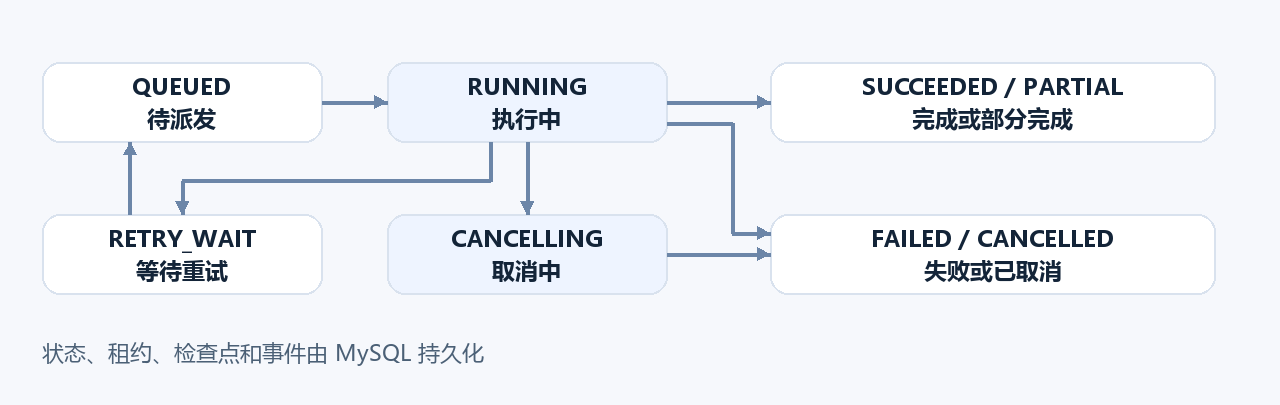 QUEUED
待派发
RUNNING
执行中
SUCCEEDED / PARTIAL
完成或部分完成
RETRY_WAIT
等待重试
CANCELLING
取消中
FAILED / CANCELLED
失败或已取消
状态、租约、检查点和事件由 MySQL 持久化